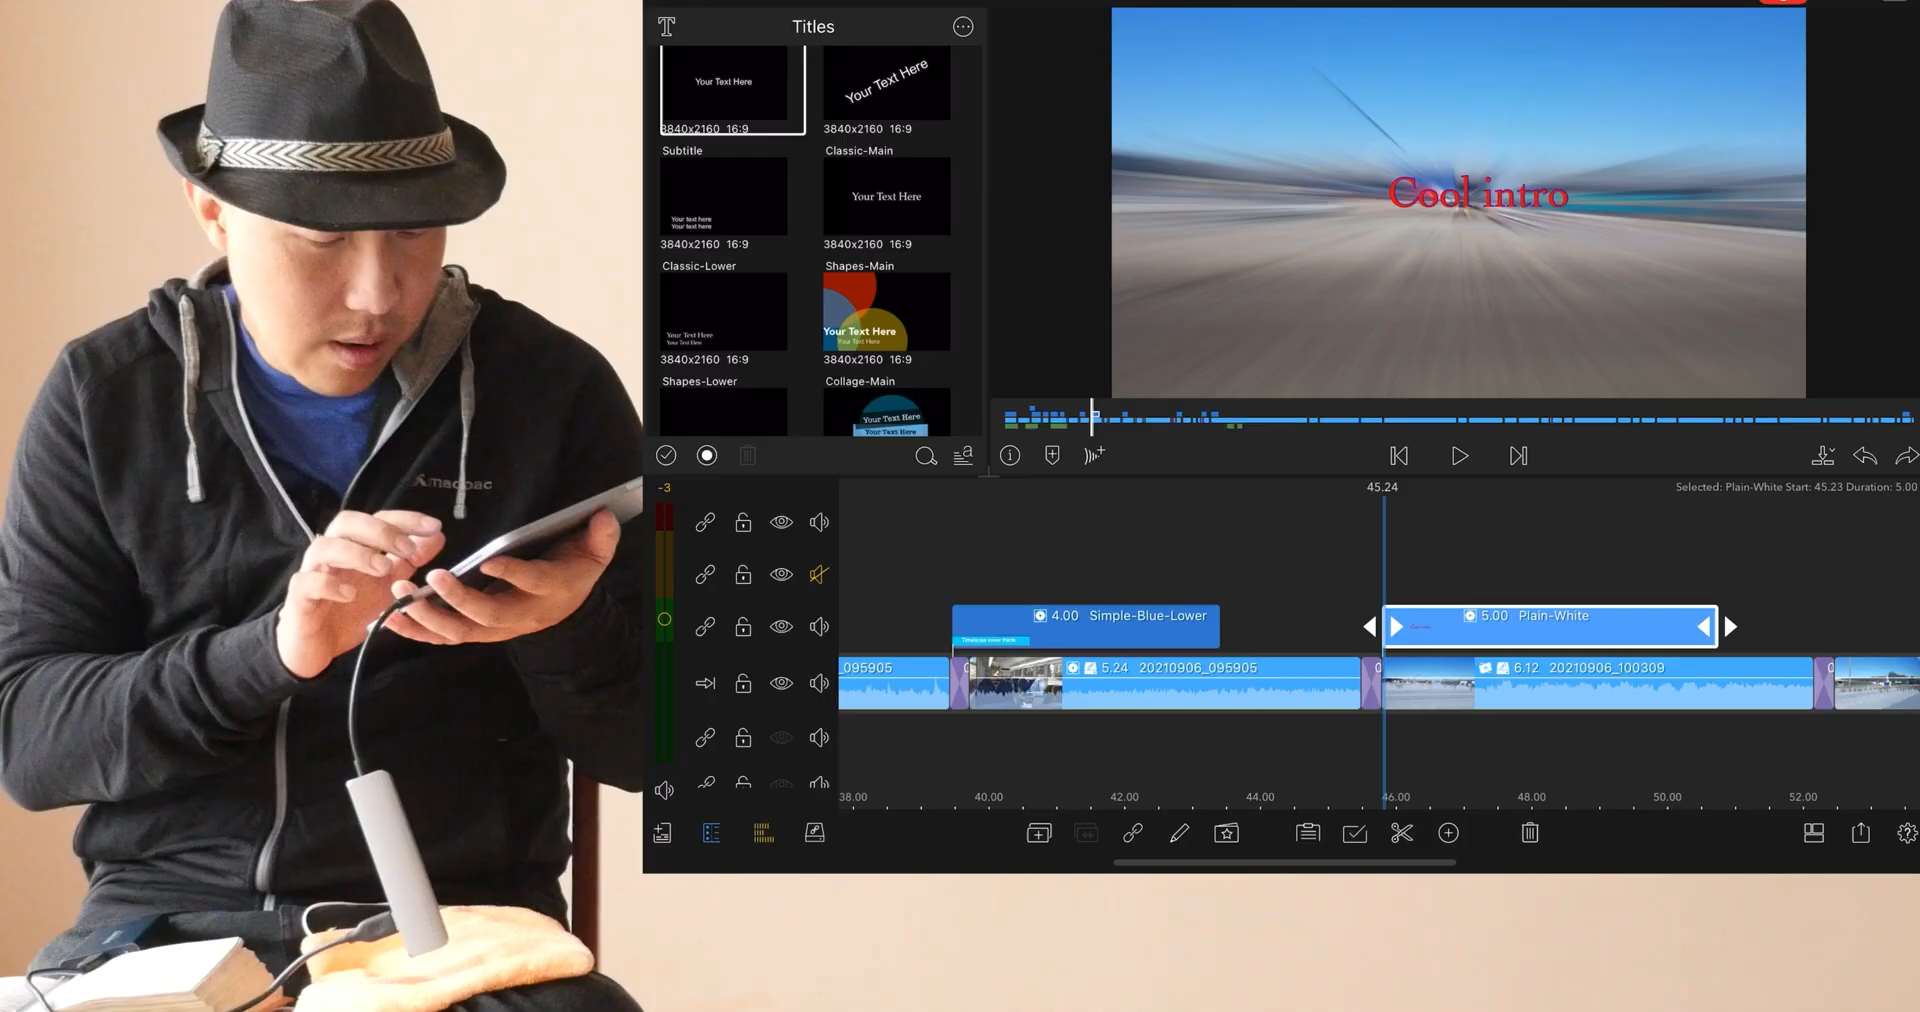 Titles
Your Text Here
Your Text Here
3840x2160 16:9
3840x2160 16:9
Subtitle
Classic-Main
Your text here
Your text here
Your Text Here
3840x2160 16:9
3840x2160 16:9
Classic-Lower
Shapes-Main
Your Text Here
Your Text Here
Your Text Here
Your Text Here
3840x2160 16:9
3840x2160 16:9
Shapes-Lower
Collage-Main
Your Text Here
Your Text Here
Cool intro
a
-3
45.24
Selected: Plain-White Start: 45.23 Duration: 5.00
4.00 Simple-Blue-Lower
Timelapse lower thirds
5.00 Plain-White
_095905
5.24 20210906_095905
6.12 20210906_100309
38.00
40.00
42.00
44.00
46.00
48.00
50.00
52.00